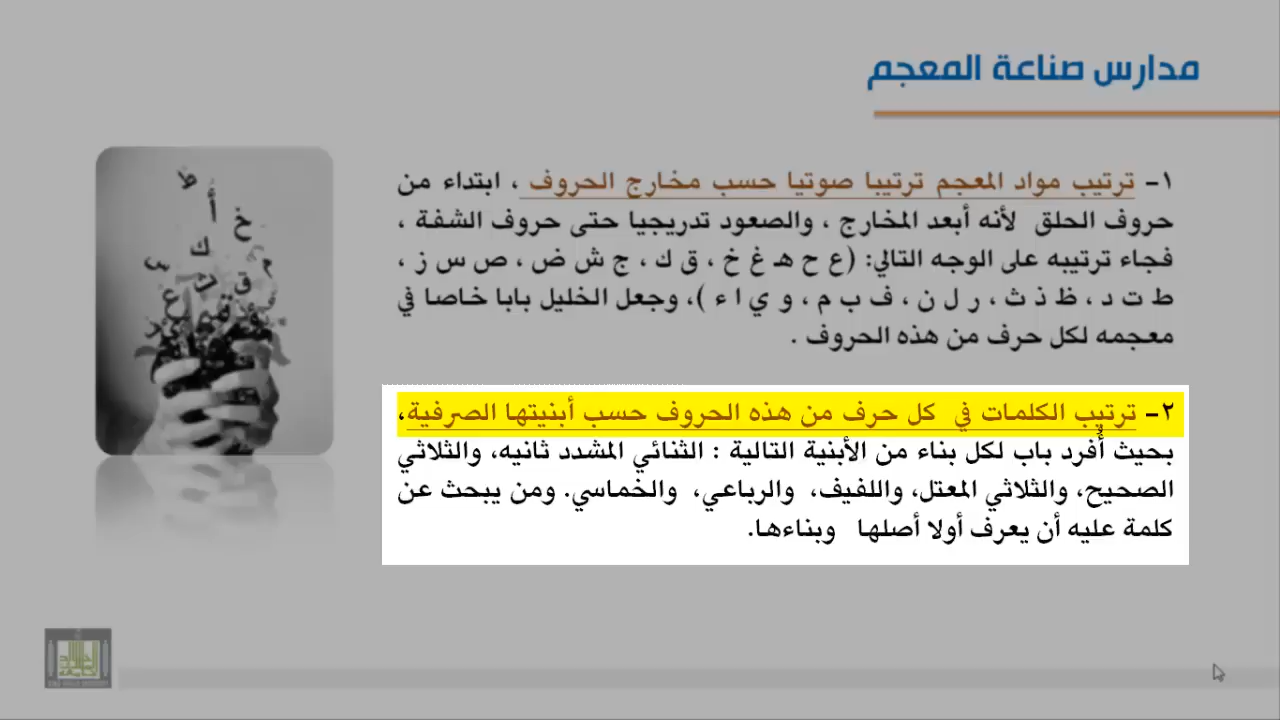 مدارس صناعة المعجم
١- ترتيب مواد المعجم ترتيبا صوتيا حسب مخارج الحروف ، ابتداء من
حروف الحلق لأنه أبعد المخارج ، والصعود تدريجيا حتى حروف الشفة ،
فجاء ترتيبه على الوجه التالي: (ع ح هـ غ خ ، ق ك ، ج ش ض ، ص س ز ،
ط ت د ، ظ ذ ث ، ر ل ن ، ف ب م ، و ي ا ء )، وجعل الخليل بابا خاصا في
معجمه لكل حرف من هذه الحروف .
٢- ترتيب الكلمات في كل حرف من هذه الحروف حسب أبنيتها الصرفية،
بحيث أُفرد باب لكل بناء من الأبنية التالية : الثنائي المشدد ثانيه، والثلاثي
الصحيح، والثلاثي المعتل، واللفيف، والرباعي، والخماسي. ومن يبحث عن
كلمة عليه أن يعرف أولا أصلها وبناءها.